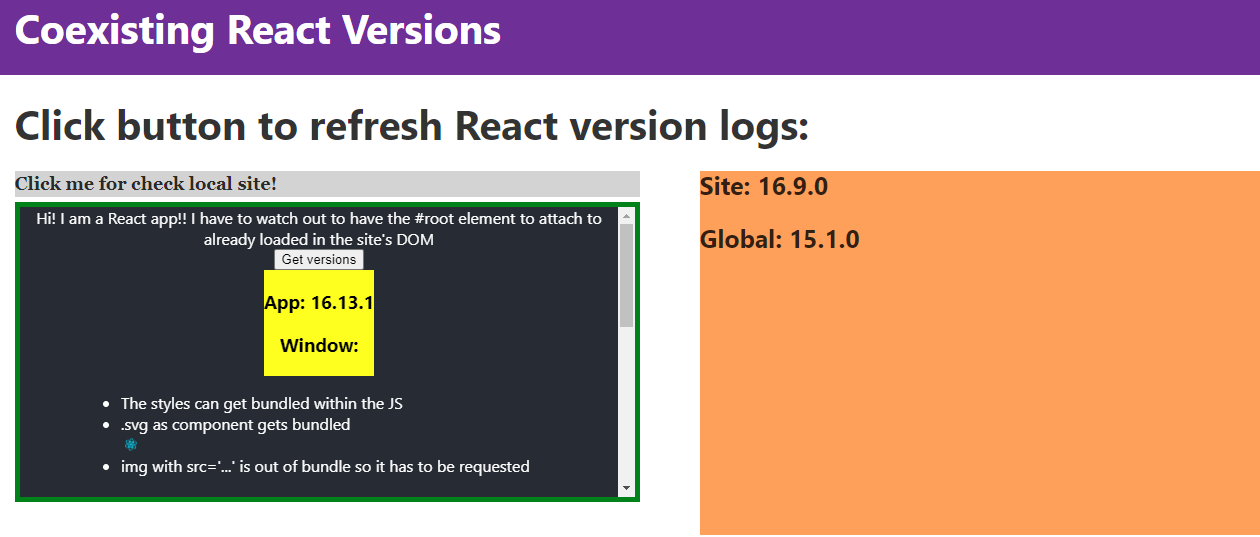 Coexisting React Versions
Click button to refresh React version logs:
Click me for check local site!
Hi! I am a React app!! I have to watch out to have the #root element to attach to
already loaded in the site's DOM
Get versions
App: 16.13.1
Window:
• The styles can get bundled within the JS
• .svg as component gets bundled
• img with src='...' is out of bundle so it has to be requested
Site: 16.9.0
Global: 15.1.0